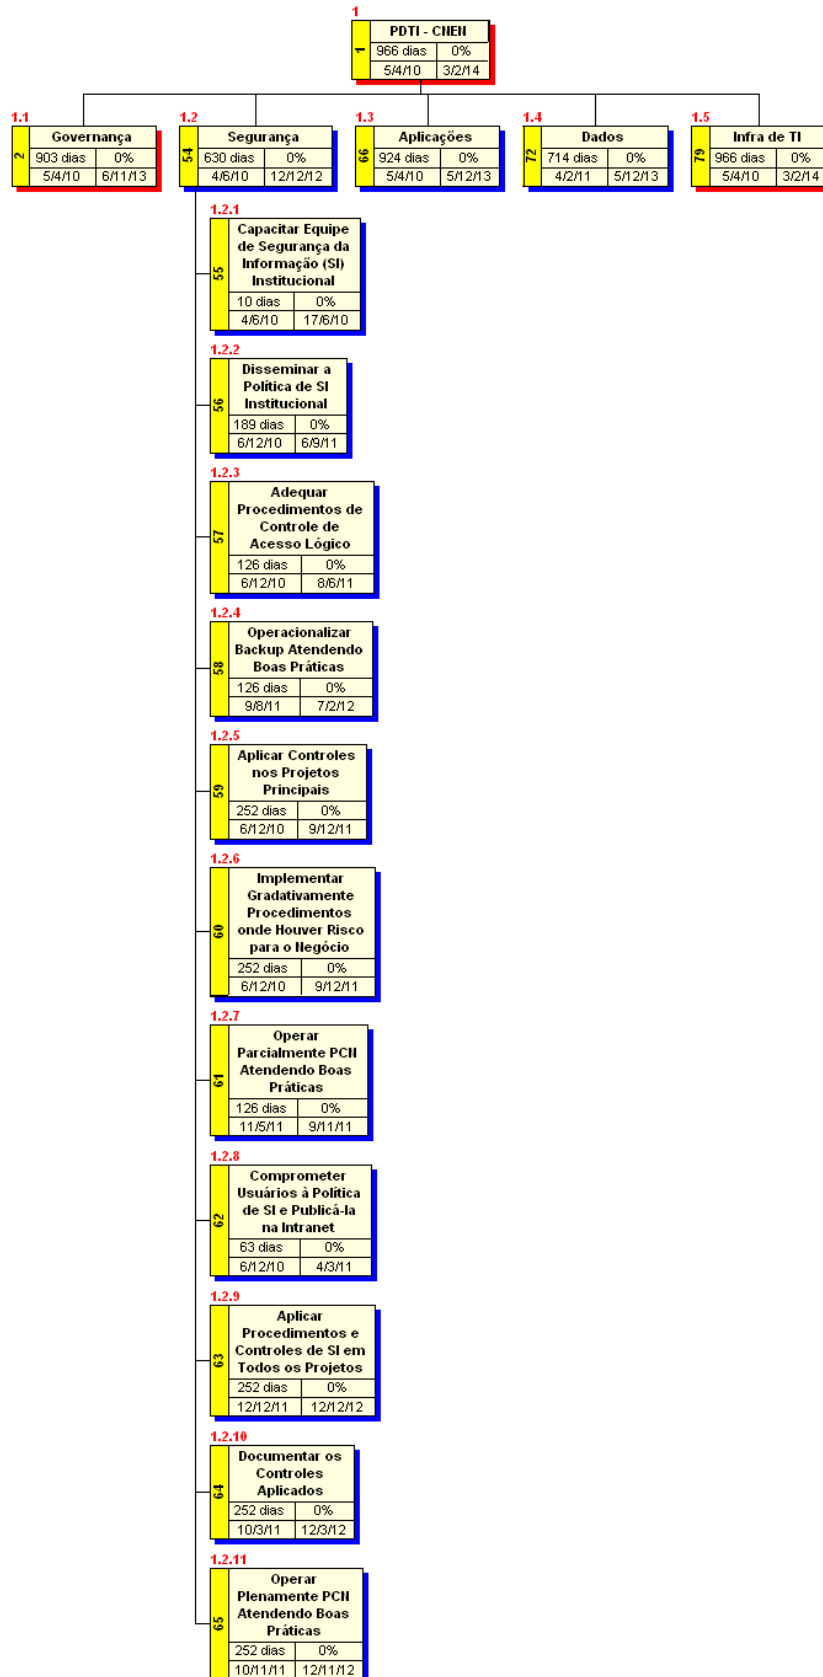 1
PDTI - CNEN
1
966 dias 0%
5/4/10 3/2/14
1.1
Governança
2
903 dias 0%
5/4/10 6/11/13
1.2
Segurança
54
630 dias 0%
4/6/10 12/12/12
1.3
Aplicações
66
924 dias 0%
5/4/10 5/12/13
1.4
Dados
72
714 dias 0%
4/2/11 5/12/13
1.5
Infra de TI
79
966 dias 0%
5/4/10 3/2/14
1.2.1
Capacitar Equipe
de Segurança da
Informação (SI)
Institucional
55
10 dias 0%
4/6/10 17/6/10
1.2.2
Disseminar a
Política de SI
Institucional
56
189 dias 0%
6/12/10 6/9/11
1.2.3
Adequar
Procedimentos de
Controle de
Acesso Lógico
57
126 dias 0%
6/12/10 8/6/11
1.2.4
Operacionalizar
Backup Atendendo
Boas Práticas
58
126 dias 0%
9/8/11 7/2/12
1.2.5
Aplicar Controles
nos Projetos
Principais
59
252 dias 0%
6/12/10 9/12/11
1.2.6
Implementar
Gradativamente
Procedimentos
onde Houver Risco
para o Negócio
60
252 dias 0%
6/12/10 9/12/11
1.2.7
Operar
Parcialmente PCN
Atendendo Boas
Práticas
61
126 dias 0%
11/5/11 9/11/11
1.2.8
Comprometer
Usuários à Política
de SI e Publicá-la
na Intranet
62
63 dias 0%
6/12/10 4/3/11
1.2.9
Aplicar
Procedimentos e
Controles de SI em
Todos os Projetos
63
252 dias 0%
12/12/11 12/12/12
1.2.10
Documentar os
Controles
Aplicados
64
252 dias 0%
10/3/11 12/3/12
1.2.11
Operar
Plenamente PCN
Atendendo Boas
Práticas
65
252 dias 0%
10/11/11 12/11/12